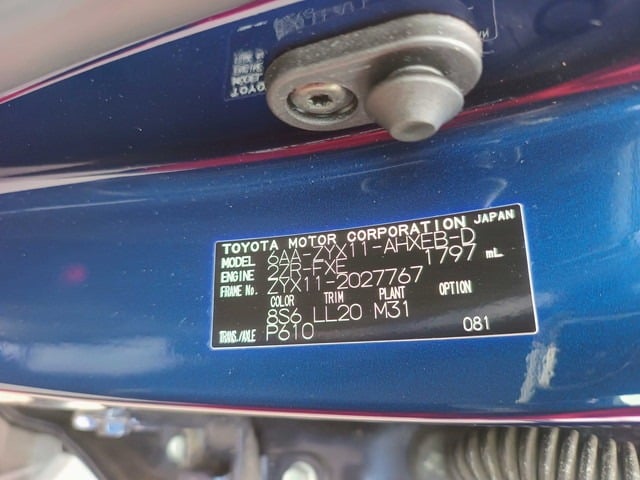 TOYOTA MOTOR CORPORATION JAPAN
MODEL 6AA-ZYX11-AHXEB-D
ENGINE 2ZR-FXE 1797 mL
FRAME No. ZYX11-2027767
COLOR TRIM PLANT OPTION
8S6 LL20 M31
TRANS./AXLE P610 081